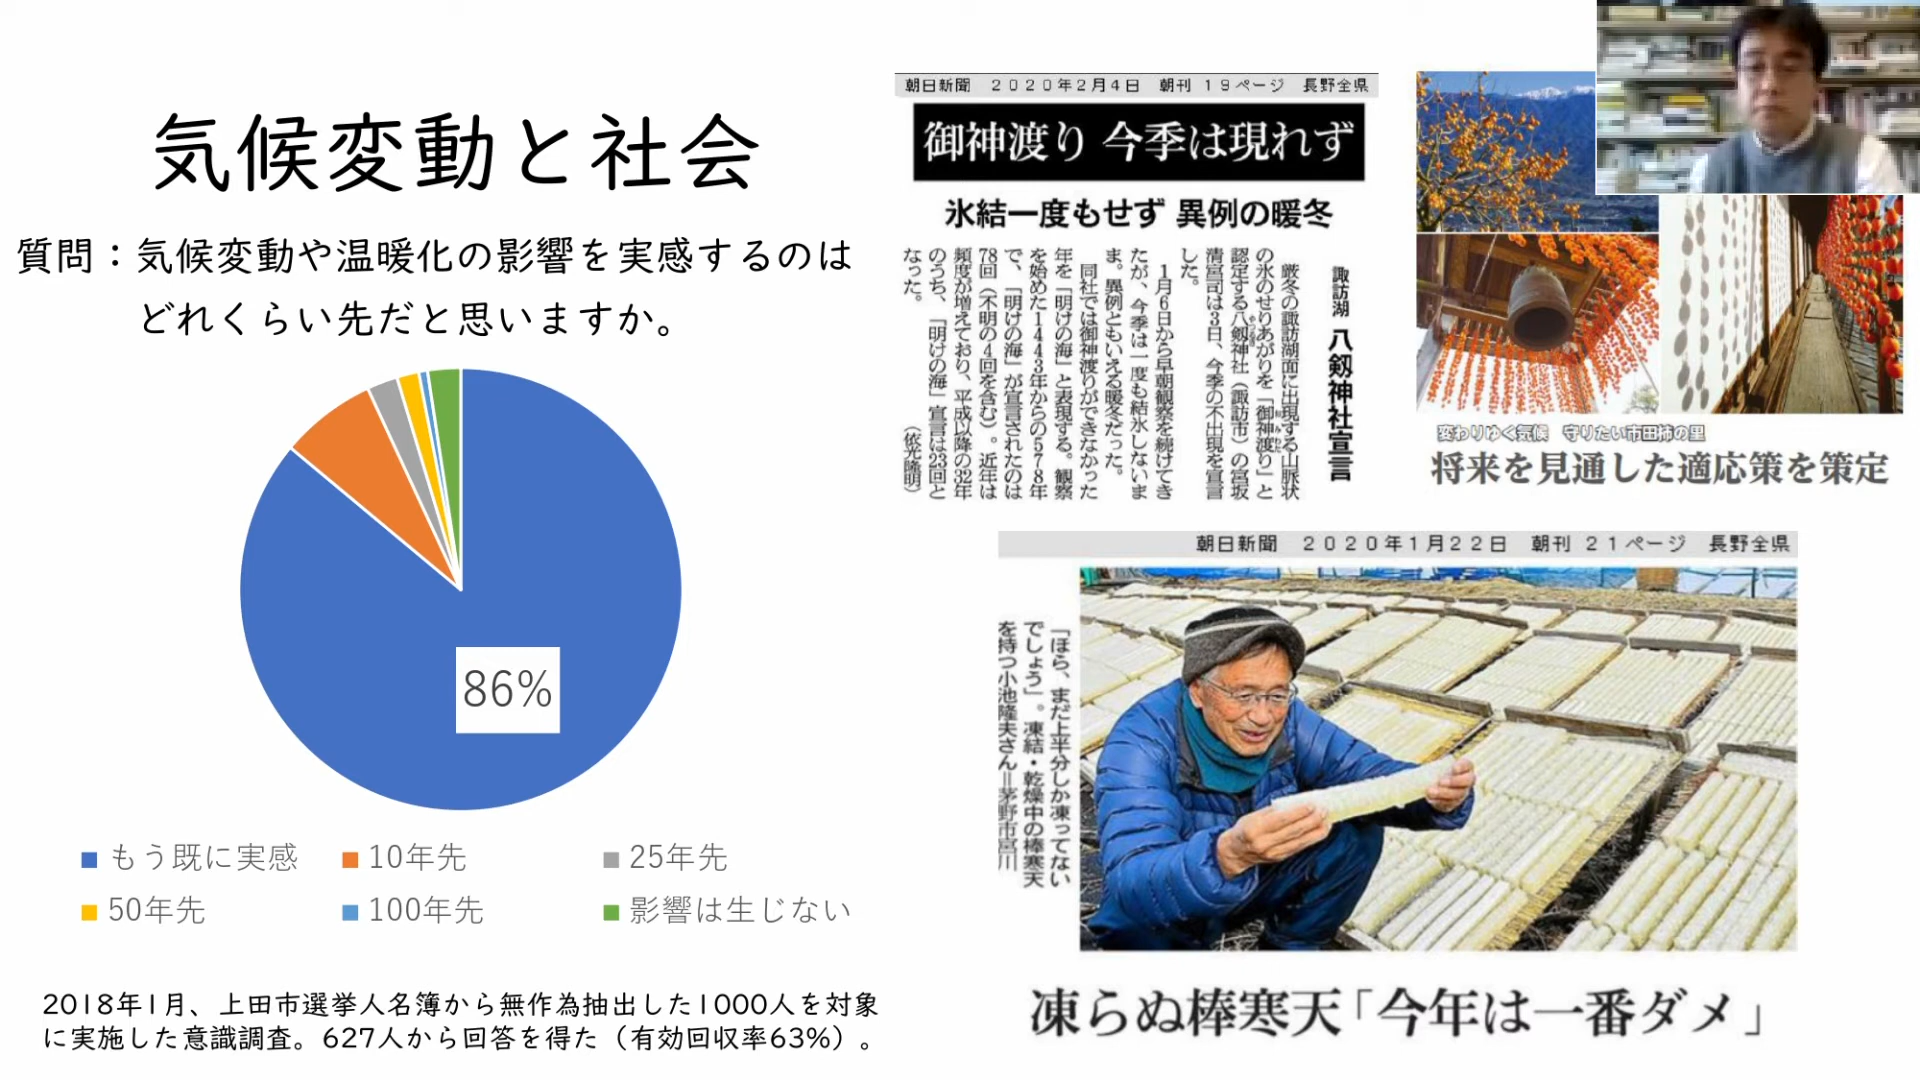 気候変動と社会
質問：気候変動や温暖化の影響を実感するのは
どれくらい先だと思いますか。
86%
もう既に実感
10年先
25年先
50年先
100年先
影響は生じない
2018年1月、上田市選挙人名簿から無作為抽出した1000人を対象
に実施した意識調査。627人から回答を得た（有効回収率63%）。
朝日新聞　２０２０年２月４日　朝刊　１９ページ　長野全県
御神渡り 今季は現れず
氷結一度もせず 異例の暖冬
諏訪湖 八剱神社宣言
厳冬の諏訪湖面に出現する山脈状
の氷のせりあがりを「御神渡り」と
認定する八剱神社（諏訪市）の宮坂
清宮司は3日、今季の不出現を宣言
した。
1月6日から早朝観察を続けてき
たが、今季は一度も結氷しないま
ま。異例ともいえる暖冬だった。
同社では御神渡りができなかった
年を「明けの海」と表現する。観察
を始めた1443年からの578年
で、「明けの海」が宣言されたのは
78回（不明の4回を含む）。近年は
頻度が増えており、平成以降の32年
のうち、「明けの海」宣言は23回と
なった。
（依光隆明）
変わりゆく気候　守りたい市田柿の里
将来を見通した適応策を策定
朝日新聞　２０２０年１月２２日　朝刊　２１ページ　長野全県
「ほら、まだ上半分しか凍ってない
でしょう」。凍結・乾燥中の棒寒天
を持つ小池隆夫さん＝茅野市宮川
凍らぬ棒寒天「今年は一番ダメ」